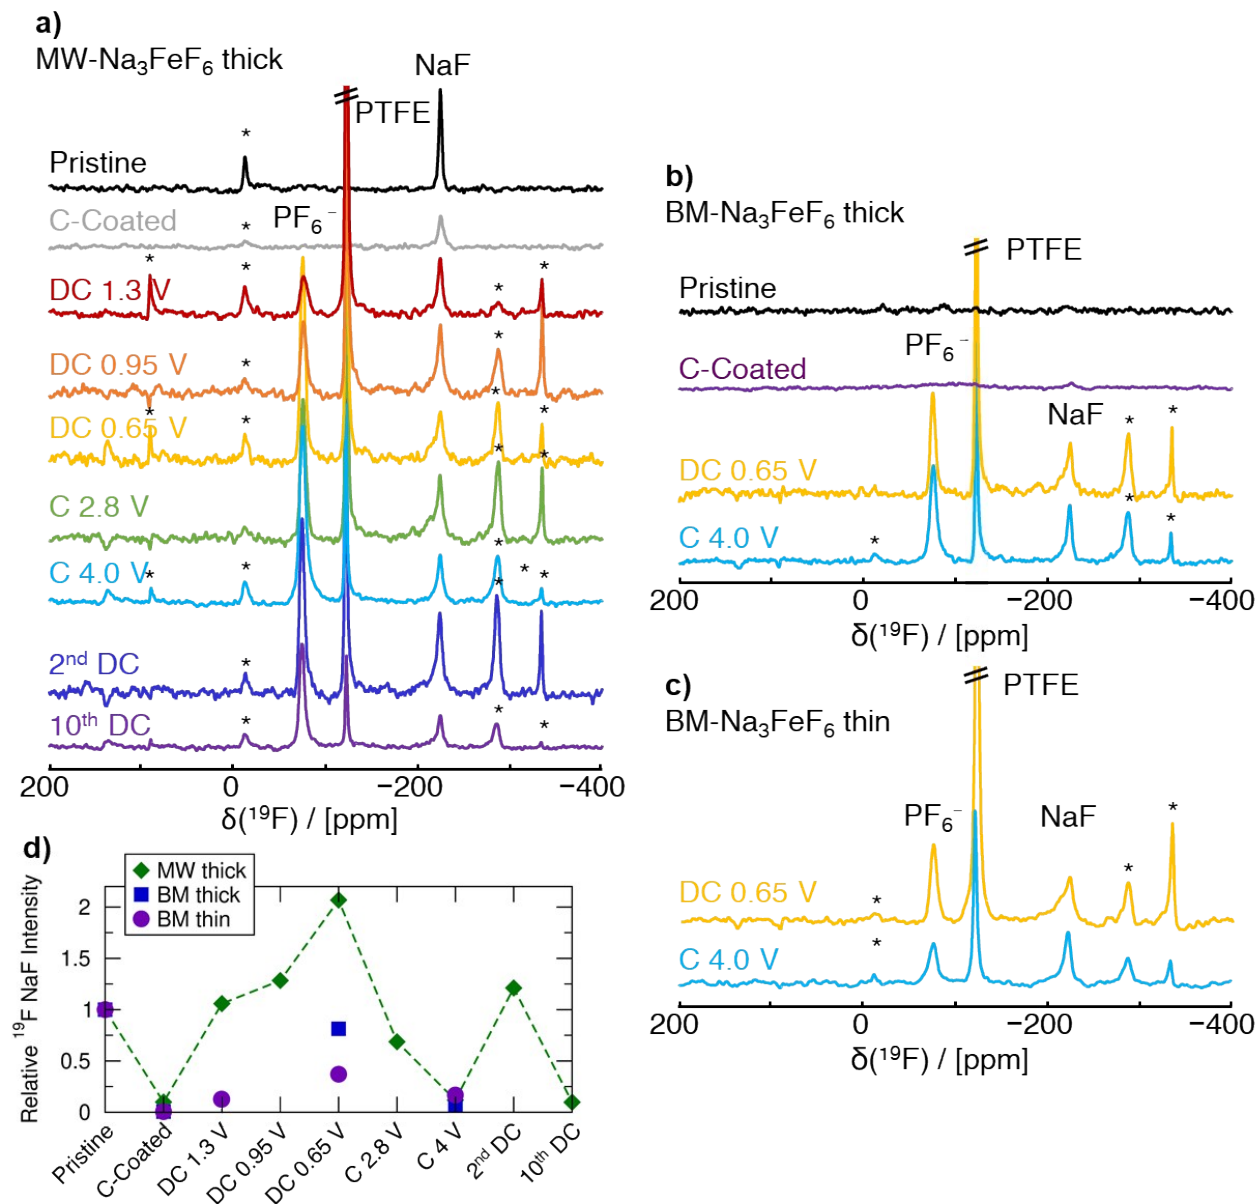 a)
MW-Na₃FeF₆ thick
NaF
PTFE
*
Pristine
C-Coated
*
PF₆⁻
DC 1.3 V
* * * *
DC 0.95 V
* *
DC 0.65 V
* * * *
C 2.8 V
* *
C 4.0 V
* * * * *
2ⁿᵈ DC
* *
10ᵗʰ DC
* * *
200 0 −200 −400
δ(¹⁹F) / [ppm]
b)
BM-Na₃FeF₆ thick
PTFE
Pristine
PF₆⁻
C-Coated
NaF
* *
DC 0.65 V
*
C 4.0 V
* *
200 0 −200 −400
δ(¹⁹F) / [ppm]
c)
BM-Na₃FeF₆ thin
PTFE
PF₆⁻
NaF
*
DC 0.65 V
* *
C 4.0 V
*
200 0 −200 −400
δ(¹⁹F) / [ppm]
d)
MW thick
BM thick
BM thin
Relative ¹⁹F NaF Intensity
2
1.5
1
0.5
0
Pristine
C-Coated
DC 1.3 V
DC 0.95 V
DC 0.65 V
C 2.8 V
C 4 V
2ⁿᵈ DC
10ᵗʰ DC